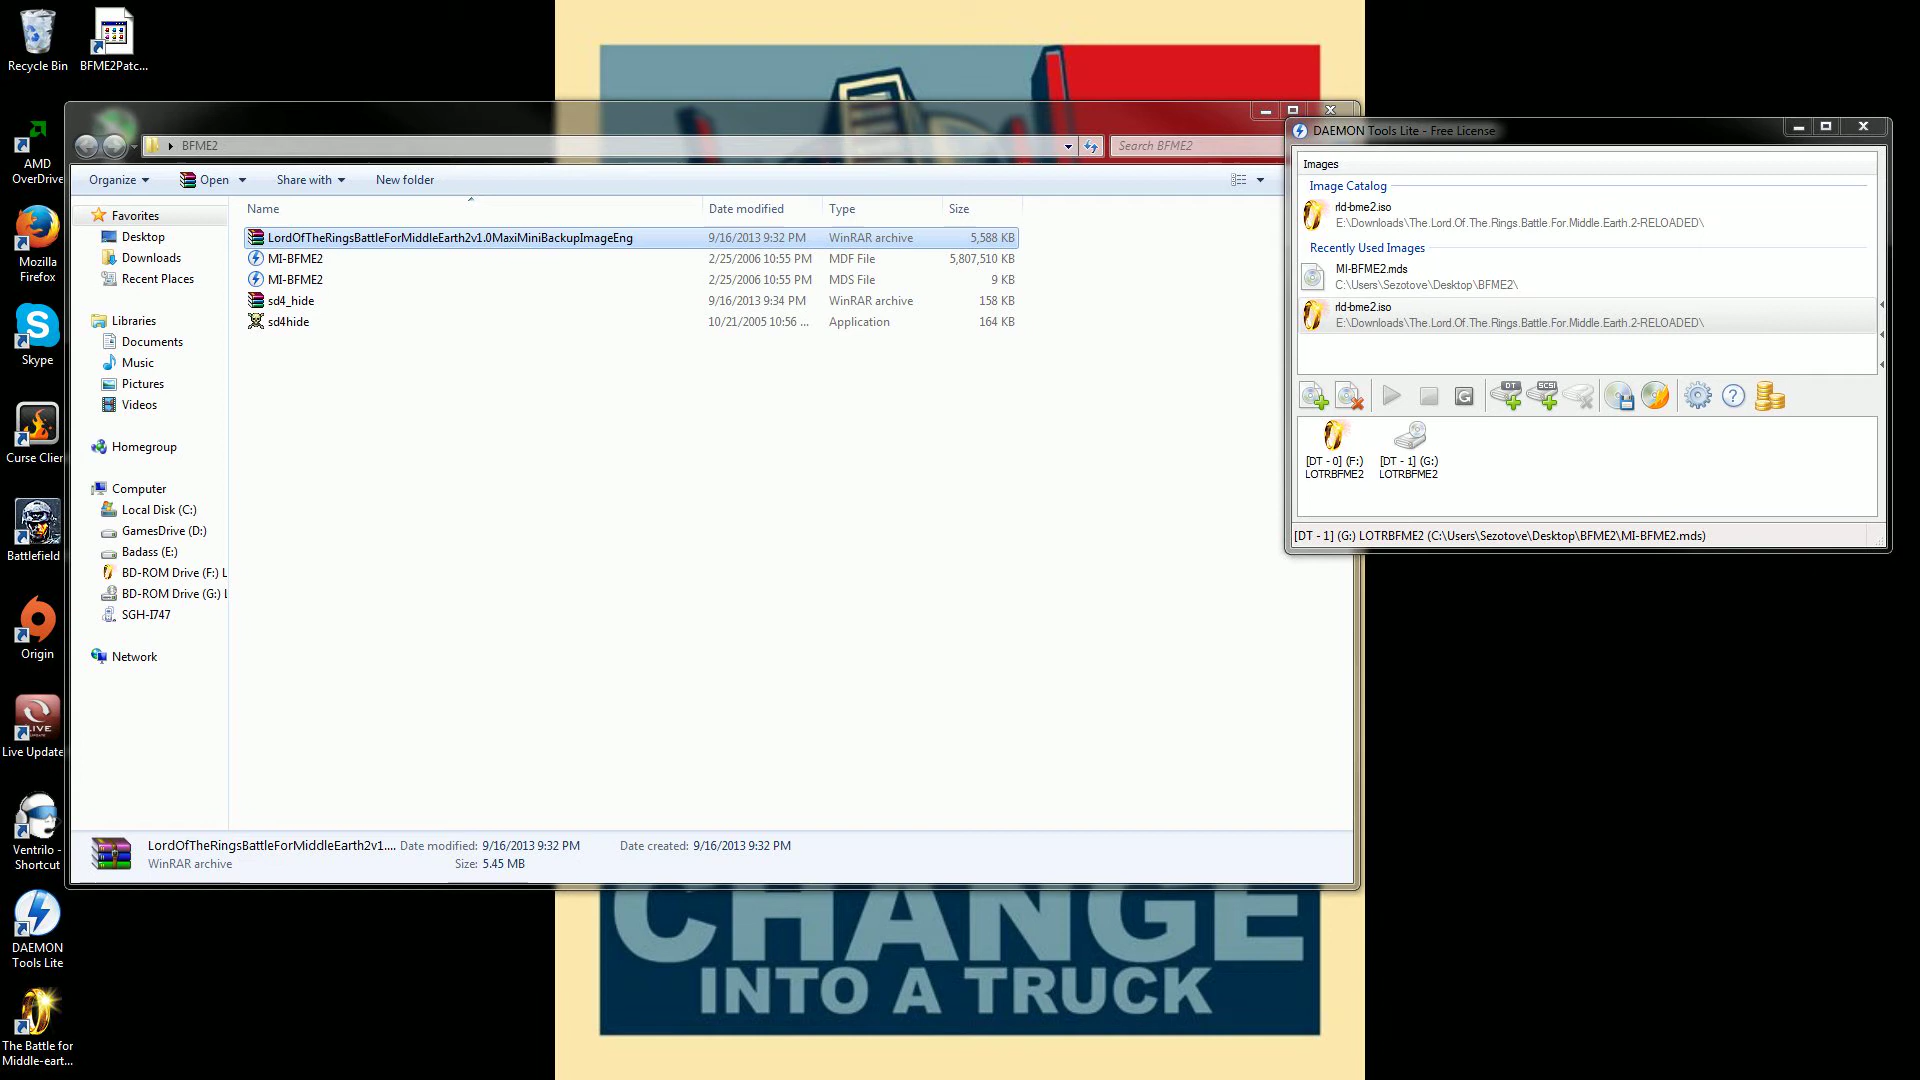 Recycle Bin
BFME2Patc...
AMD
OverDrive
Mozilla
Firefox
Skype
Curse Clier
Battlefield
Origin
Live Update
Ventrilo -
Shortcut
DAEMON
Tools Lite
The Battle for
Middle-eart...
BFME2
Search BFME2
Organize Open Share with New folder
Name Date modified Type Size
Favorites
Desktop
Downloads
Recent Places
Libraries
Documents
Music
Pictures
Videos
Homegroup
Computer
Local Disk (C:)
GamesDrive (D:)
Badass (E:)
BD-ROM Drive (F:) L
BD-ROM Drive (G:) L
SGH-I747
Network
LordOfTheRingsBattleForMiddleEarth2v1.0MaxiMiniBackupImageEng 9/16/2013 9:32 PM WinRAR archive 5,588 KB
MI-BFME2 2/25/2006 10:55 PM MDF File 5,807,510 KB
MI-BFME2 2/25/2006 10:55 PM MDS File 9 KB
sd4_hide 9/16/2013 9:34 PM WinRAR archive 158 KB
sd4hide 10/21/2005 10:56 ... Application 164 KB
LordOfTheRingsBattleForMiddleEarth2v1.... Date modified: 9/16/2013 9:32 PM Date created: 9/16/2013 9:32 PM
WinRAR archive Size: 5.45 MB
DAEMON Tools Lite - Free License
Images
Image Catalog
rld-bme2.iso
E:\Downloads\The.Lord.Of.The.Rings.Battle.For.Middle.Earth.2-RELOADED\
Recently Used Images
MI-BFME2.mds
C:\Users\Sezotove\Desktop\BFME2\
rld-bme2.iso
E:\Downloads\The.Lord.Of.The.Rings.Battle.For.Middle.Earth.2-RELOADED\
DT SCSI
G
[DT - 0] (F:) [DT - 1] (G:)
LOTRBFME2 LOTRBFME2
[DT - 1] (G:) LOTRBFME2 (C:\Users\Sezotove\Desktop\BFME2\MI-BFME2.mds)
CHANGE
INTO A TRUCK